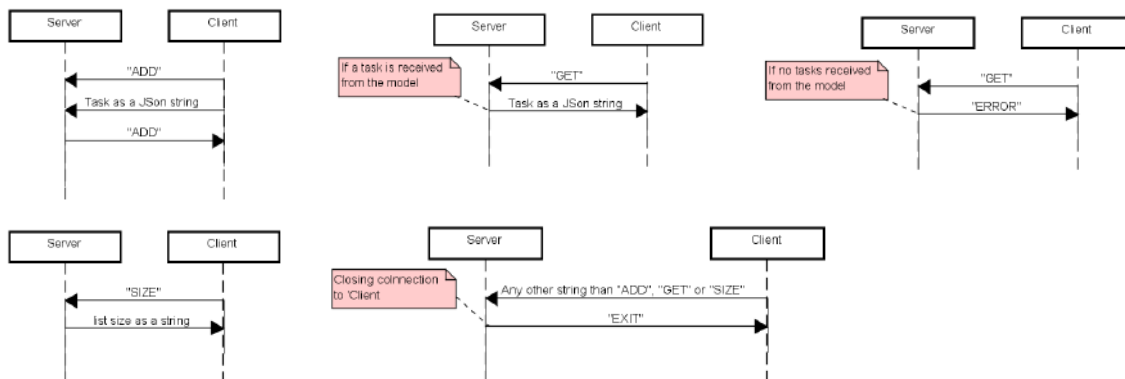 Server
Client
"ADD"
Task as a JSon string
"ADD"
Server
Client
If a task is received
from the model
"GET"
Task as a JSon string
Server
Client
If no tasks received
from the model
"GET"
"ERROR"
Server
Client
"SIZE"
list size as a string
Server
Client
Closing colnnection
to 'Client
Any other string than "ADD", "GET" or "SIZE"
"EXIT"